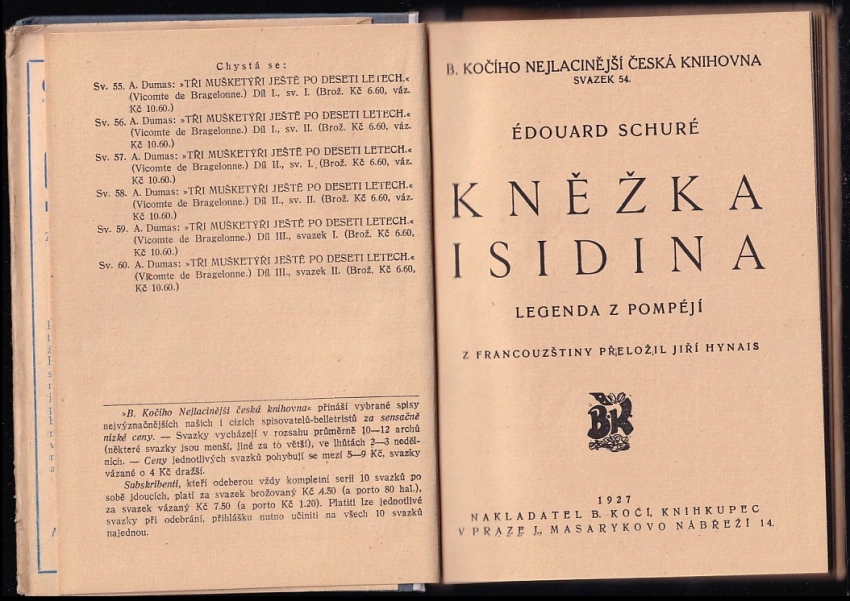 Chystá se:
Sv. 55. A. Dumas: »TŘI MUŠKETÝŘI JEŠTĚ PO DESETI LETECH.«
(Vicomte de Bragelonne.) Díl I., sv. I. (Brož. Kč 6.60, váz.
Kč 10.60.)
Sv. 56. A. Dumas: »TŘI MUŠKETÝŘI JEŠTĚ PO DESETI LETECH.«
(Vicomte de Bragelonne.) Díl I., sv. II. (Brož. Kč 6.60, váz.
Kč 10.60.)
Sv. 57. A. Dumas: »TŘI MUŠKETÝŘI JEŠTĚ PO DESETI LETECH.«
(Vicomte de Bragelonne.) Díl II., sv. I. (Brož. Kč 6.60, váz.
Kč 10.60.)
Sv. 58. A. Dumas: »TŘI MUŠKETÝŘI JEŠTĚ PO DESETI LETECH.«
(Vicomte de Bragelonne.) Díl II., sv. II. (Brož. Kč 6.60, váz.
Kč 10.60.)
Sv. 59. A. Dumas: »TŘI MUŠKETÝŘI JEŠTĚ PO DESETI LETECH.«
(Vicomte de Bragelonne.) Díl III., svazek I. (Brož. Kč 6.60,
Kč 10.60.)
Sv. 60. A. Dumas: »TŘI MUŠKETÝŘI JEŠTĚ PO DESETI LETECH.«
(Vicomte de Bragelonne.) Díl III., svazek II. (Brož. Kč 6.60,
Kč 10.60.)
»B. Kočího Nejlacinější česká knihovna« přináší vybrané spisy
nejvýznačnějších našich i cizích spisovatelů-belletristů za sensačně
nízké ceny. — Svazky vycházejí v rozsahu průměrně 10—12 archů
(některé svazky jsou menší, jiné za to větší), ve lhůtách 2—3 neděl-
ních. — Ceny jednotlivých svazků pohybují se mezi 5—9 Kč, svazky
vázané o 4 Kč dražší.
Subskribenti, kteří odeberou vždy kompletní serii 10 svazků po
sobě jdoucích, platí za svazek brožovaný Kč 4.50 (a porto 80 hal.),
za svazek vázaný Kč 7.50 (a porto Kč 1.20). Platiti lze jednotlivé
svazky při odebrání, přihlášku nutno učiniti na všech 10 svazků
najednou.
B. KOČÍHO NEJLACINĚJŠÍ ČESKÁ KNIHOVNA
SVAZEK 54.
ÉDOUARD SCHURÉ
KNĚŽKA
ISIDINA
LEGENDA Z POMPÉJÍ
Z FRANCOUZŠTINY PŘELOŽIL JIŘÍ HYNAIS
BK
1927
NAKLADATEL B. KOČÍ, KNIHKUPEC
V PRAZE I., MASARYKOVO NÁBŘEŽÍ 14.